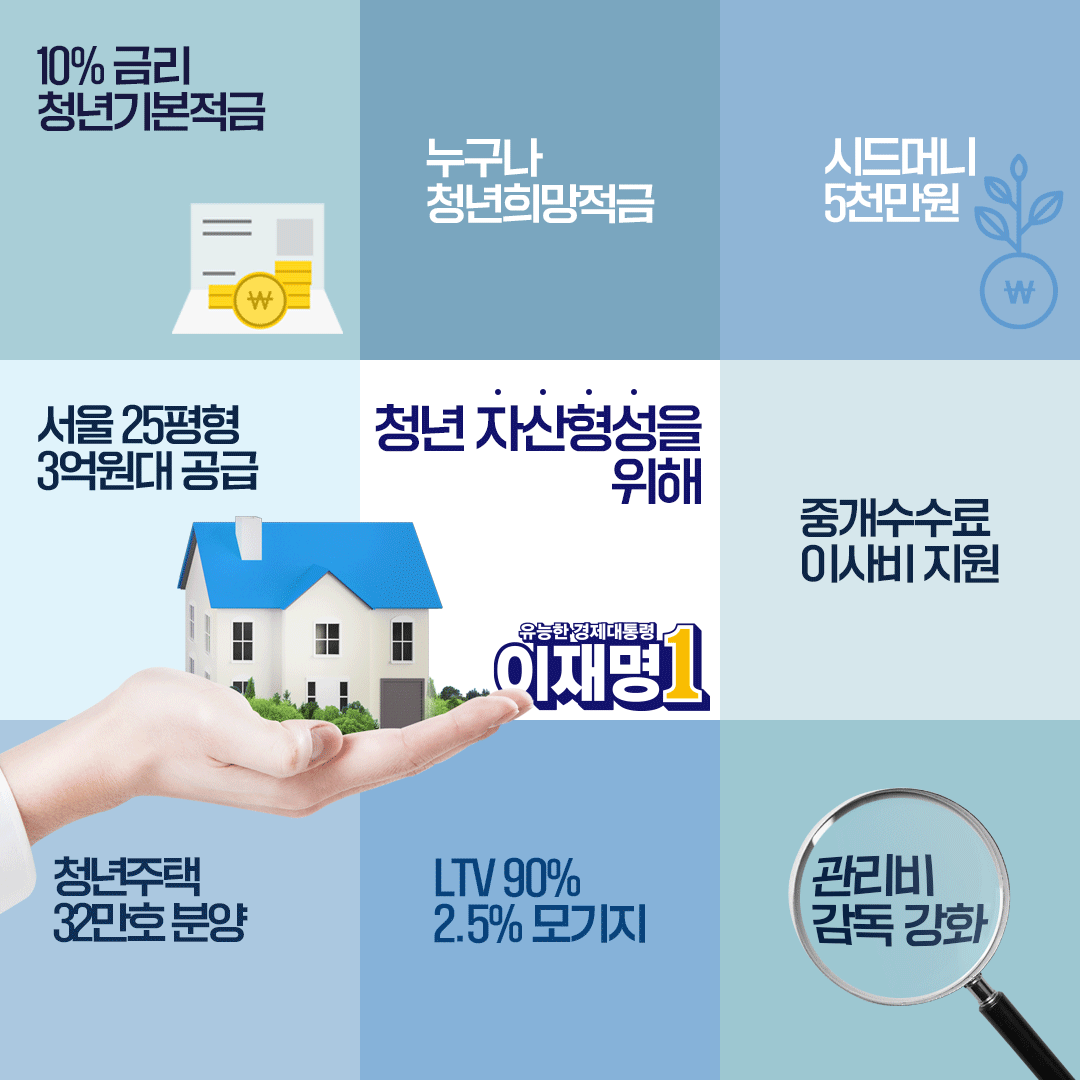 10% 금리
청년기본적금
누구나
청년희망적금
시드머니
5천만원
₩
₩
서울 25평형
3억원대 공급
청년 자산형성을
위해
유능한 경제대통령
이재명1
중개수수료
이사비 지원
청년주택
32만호 분양
LTV 90%
2.5% 모기지
관리비
감독 강화